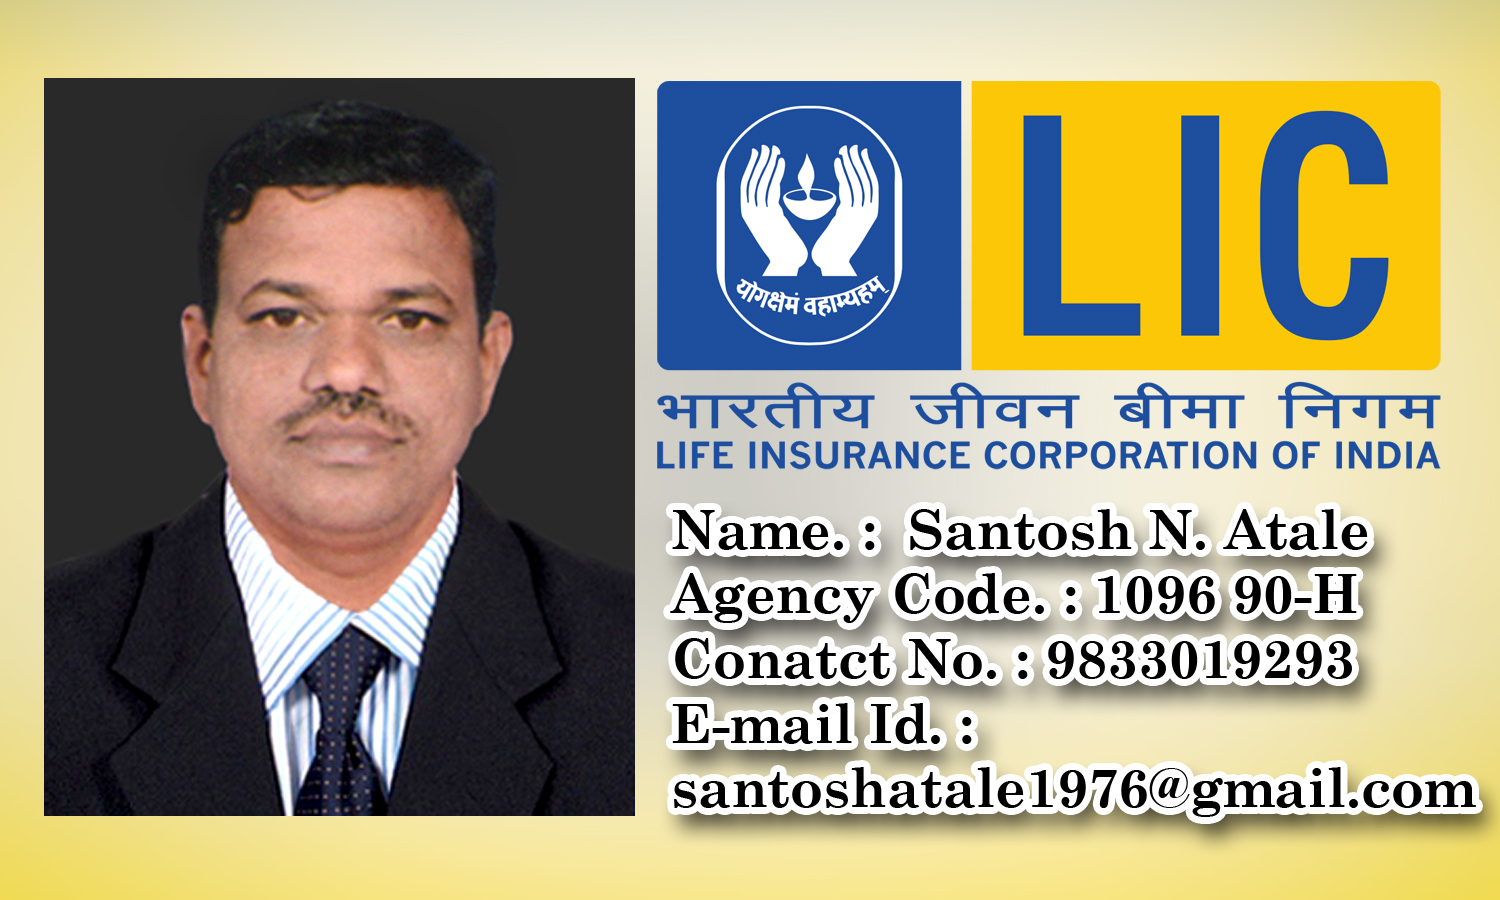 LIC
योगक्षेमं वहाम्यहम्
भारतीय जीवन बीमा निगम
LIFE INSURANCE CORPORATION OF INDIA
Name. : Santosh N. Atale
Agency Code. : 1096 90-H
Conatct No. : 9833019293
E-mail Id. :
santoshatale1976@gmail.com